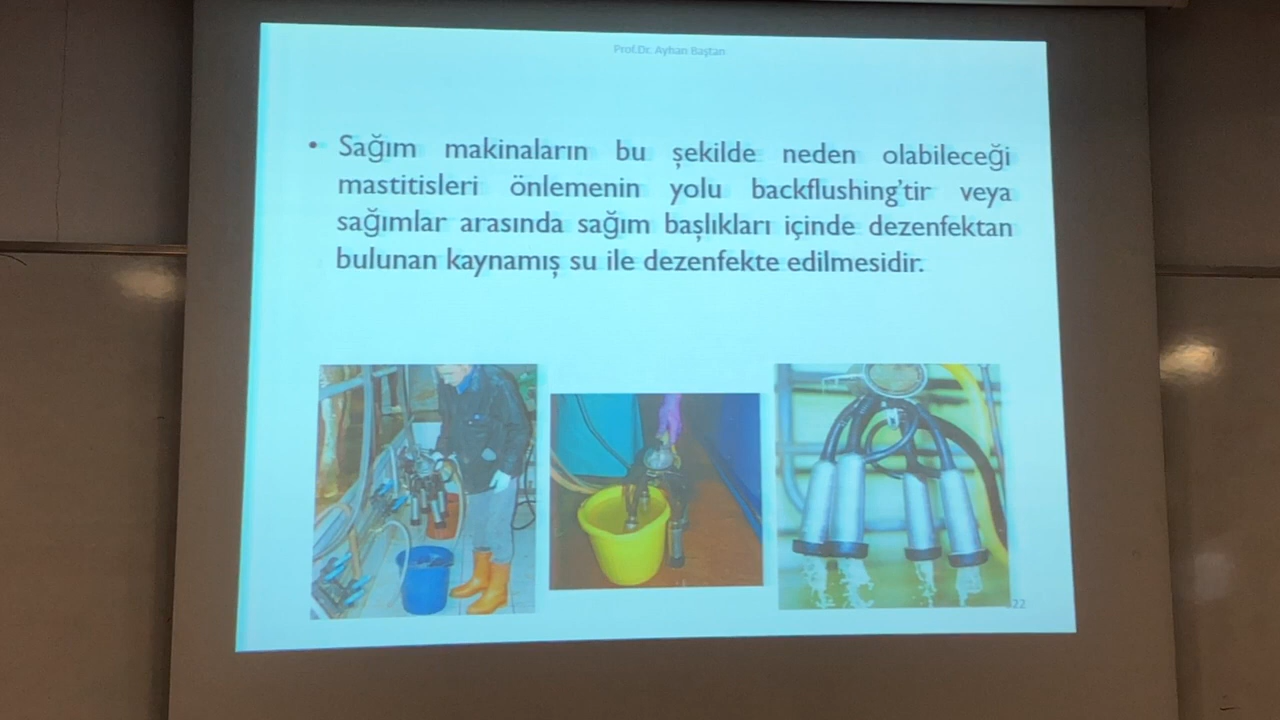 Prof.Dr. Ayhan Baştan
• Sağım makinaların bu şekilde neden olabileceği
mastitisleri önlemenin yolu backflushing'tir veya
sağımlar arasında sağım başlıkları içinde dezenfektan
bulunan kaynamış su ile dezenfekte edilmesidir.
22